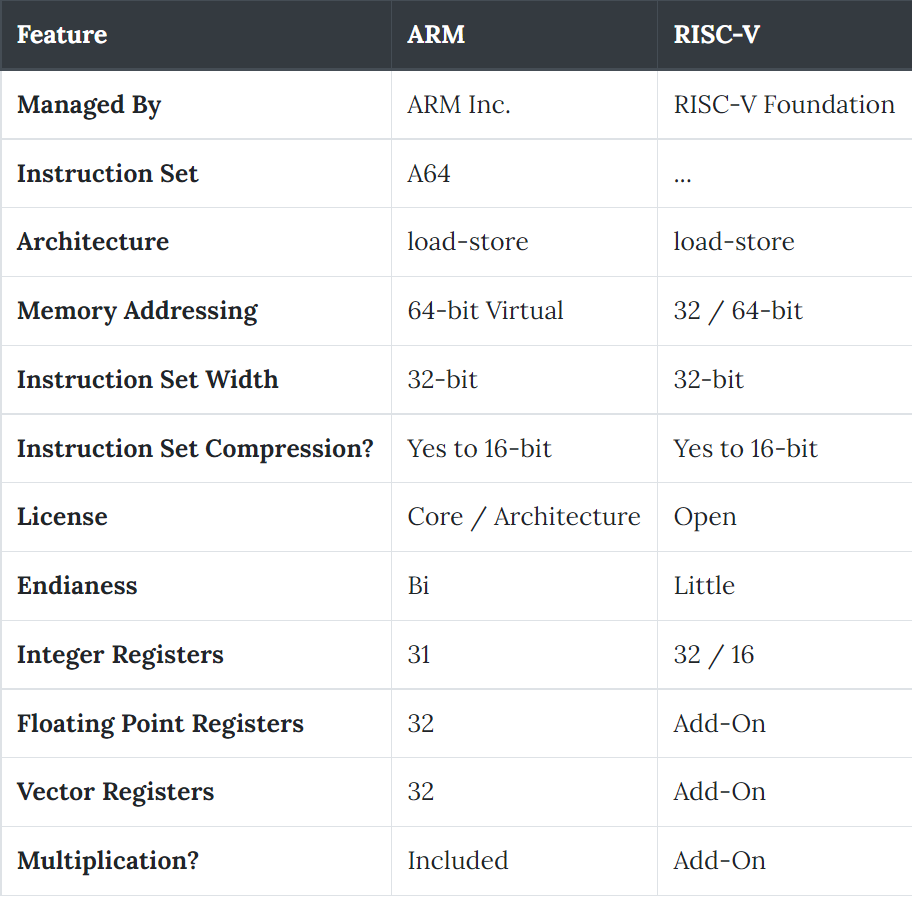 Feature ARM RISC-V
Managed By ARM Inc. RISC-V Foundation
Instruction Set A64 ...
Architecture load-store load-store
Memory Addressing 64-bit Virtual 32 / 64-bit
Instruction Set Width 32-bit 32-bit
Instruction Set Compression? Yes to 16-bit Yes to 16-bit
License Core / Architecture Open
Endianess Bi Little
Integer Registers 31 32 / 16
Floating Point Registers 32 Add-On
Vector Registers 32 Add-On
Multiplication? Included Add-On